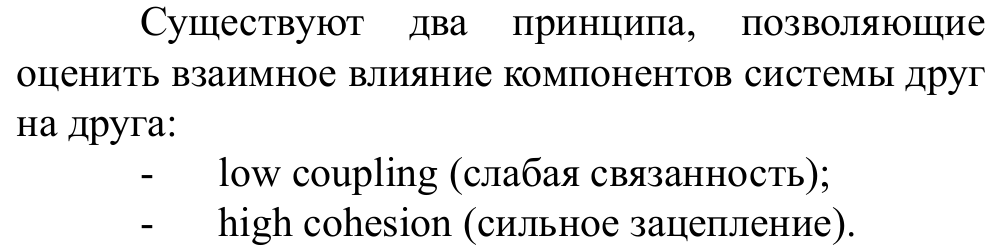 Существуют два принципа, позволяющие
оценить взаимное влияние компонентов системы друг
на друга:
- low coupling (слабая связанность);
- high cohesion (сильное зацепление).